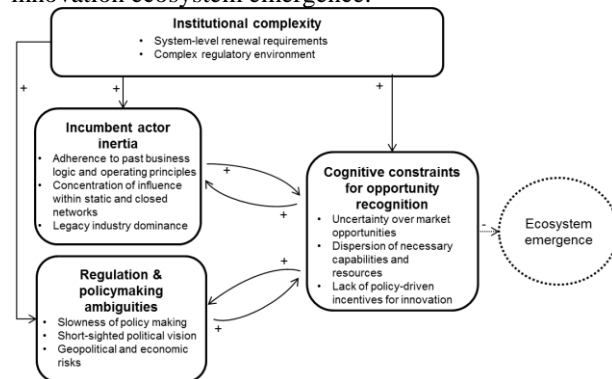 innovation ecosystem emergence.
Institutional complexity
• System-level renewal requirements
• Complex regulatory environment
+
+
+
Incumbent actor
inertia
• Adherence to past business
logic and operating principles
• Concentration of influence
within static and closed
networks
• Legacy industry dominance
+
+
Cognitive constraints
for opportunity
recognition
• Uncertainty over market
opportunities
• Dispersion of necessary
capabilities and
resources
• Lack of policy-driven
incentives for innovation
-
Ecosystem
emergence
+
+
Regulation &
policymaking
ambiguities
• Slowness of policy making
• Short-sighted political vision
• Geopolitical and economic
risks